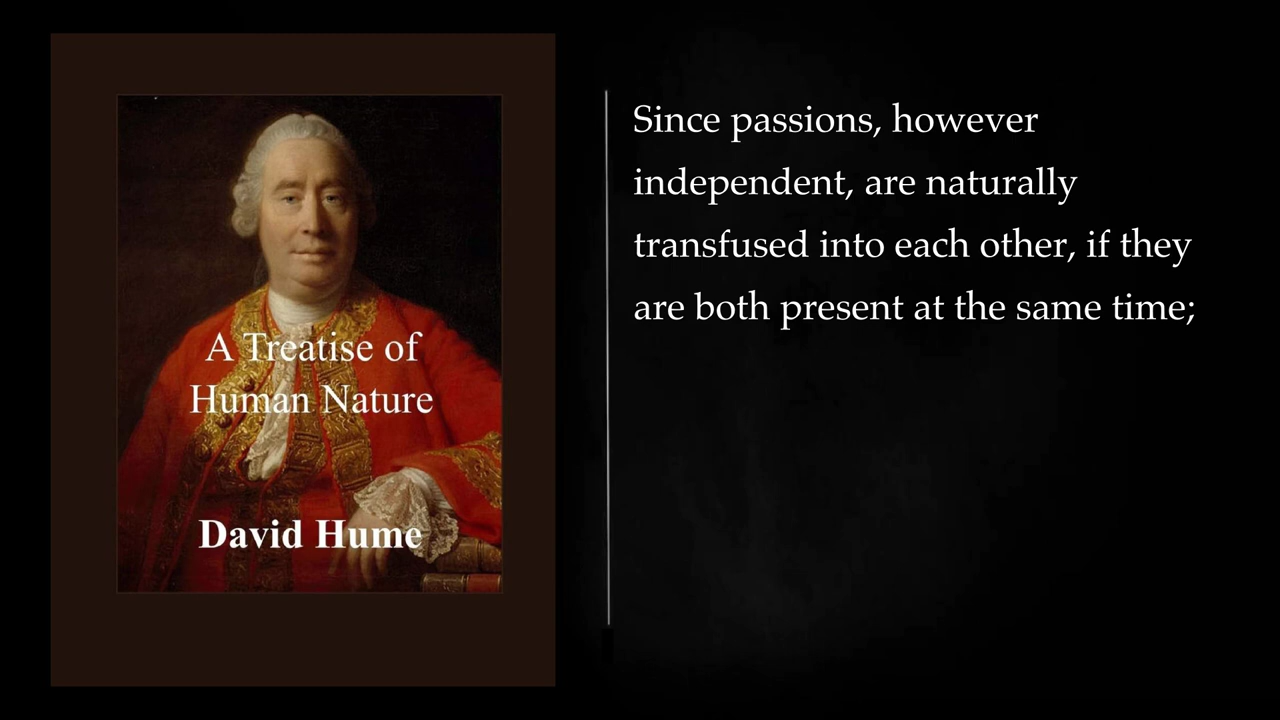 A Treatise of
Human Nature
David Hume
Since passions, however
independent, are naturally
transfused into each other, if they
are both present at the same time;